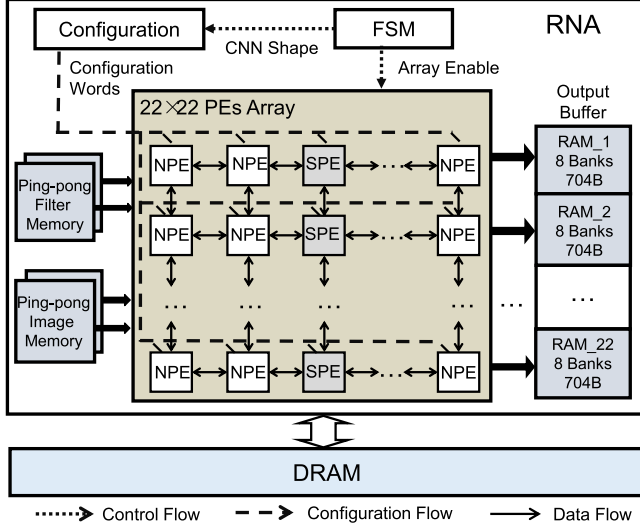 RNA
Configuration
FSM
CNN Shape
Configuration
Words
Array Enable
22×22 PEs Array
Output
Buffer
Ping-pong
Filter
Memory
NPE NPE SPE ... NPE
RAM_1
8 Banks
704B
NPE NPE SPE ... NPE
RAM_2
8 Banks
704B
Ping-pong
Image
Memory
... ... ... ... ...
NPE NPE SPE ... NPE
RAM_22
8 Banks
704B
DRAM
Control Flow
Configuration Flow
Data Flow